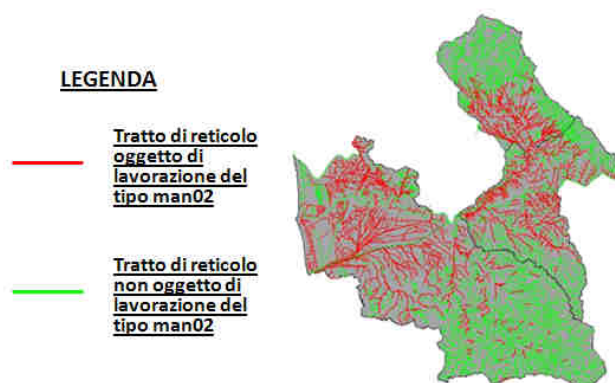 LEGENDA
Tratto di reticolo
oggetto di
lavorazione del
tipo man02
Tratto di reticolo
non oggetto di
lavorazione del
tipo man02